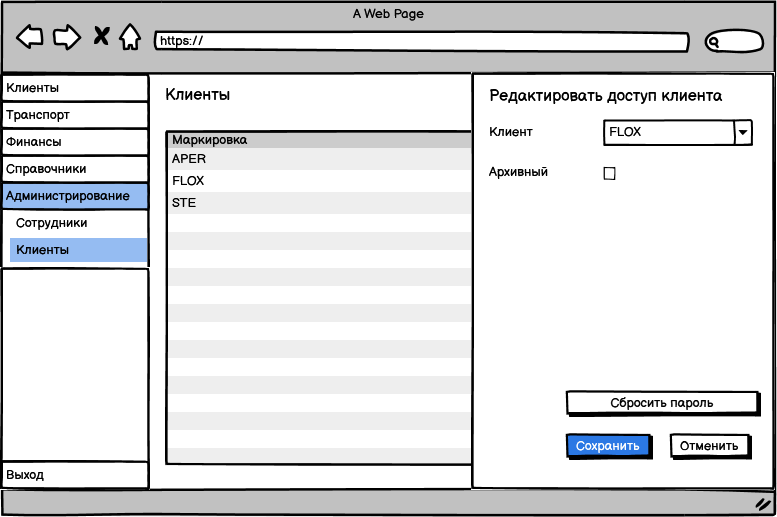 A Web Page
https://
Клиенты
Транспорт
Финансы
Справочники
Администрирование
Сотрудники
Клиенты
Выход
Клиенты
Маркировка
APER
FLOX
STE
Редактировать доступ клиента
Клиент
FLOX
Архивный
Сбросить пароль
Сохранить
Отменить